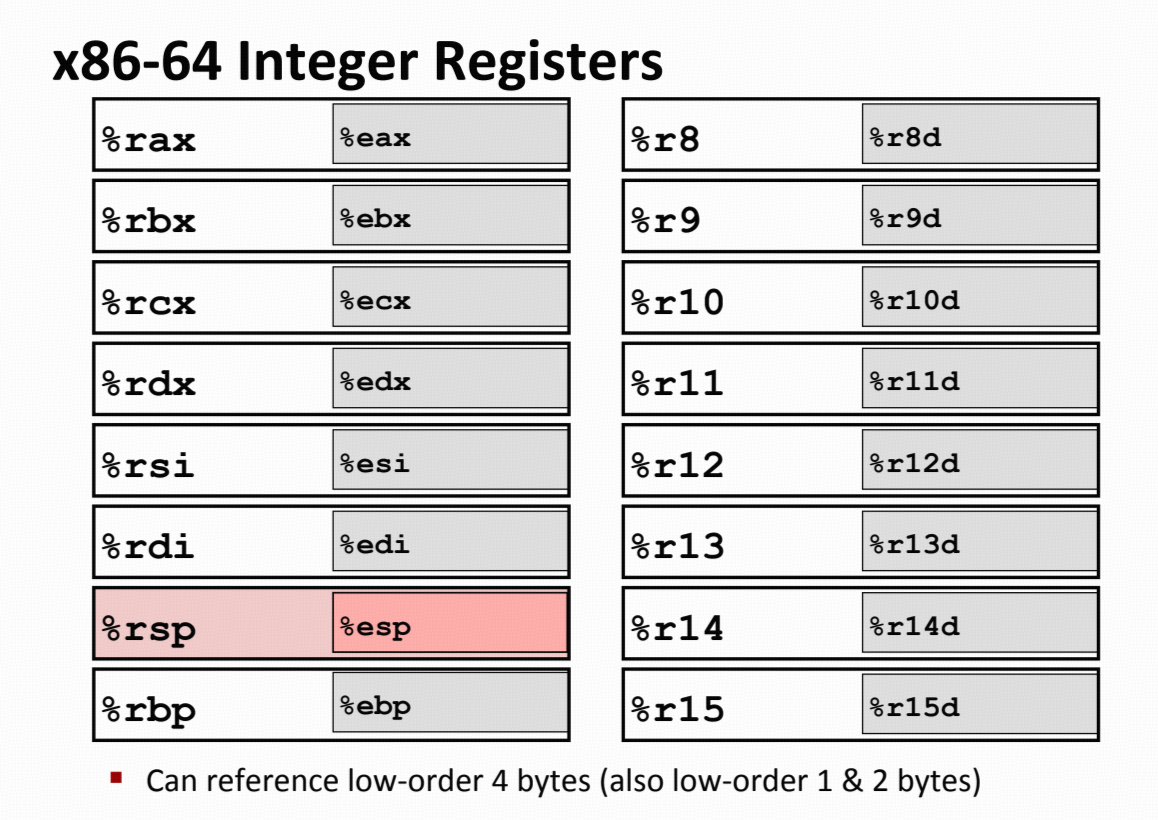 x86-64 Integer Registers
%rax %eax %r8 %r8d
%rbx %ebx %r9 %r9d
%rcx %ecx %r10 %r10d
%rdx %edx %r11 %r11d
%rsi %esi %r12 %r12d
%rdi %edi %r13 %r13d
%rsp %esp %r14 %r14d
%rbp %ebp %r15 %r15d
Can reference low-order 4 bytes (also low-order 1 & 2 bytes)